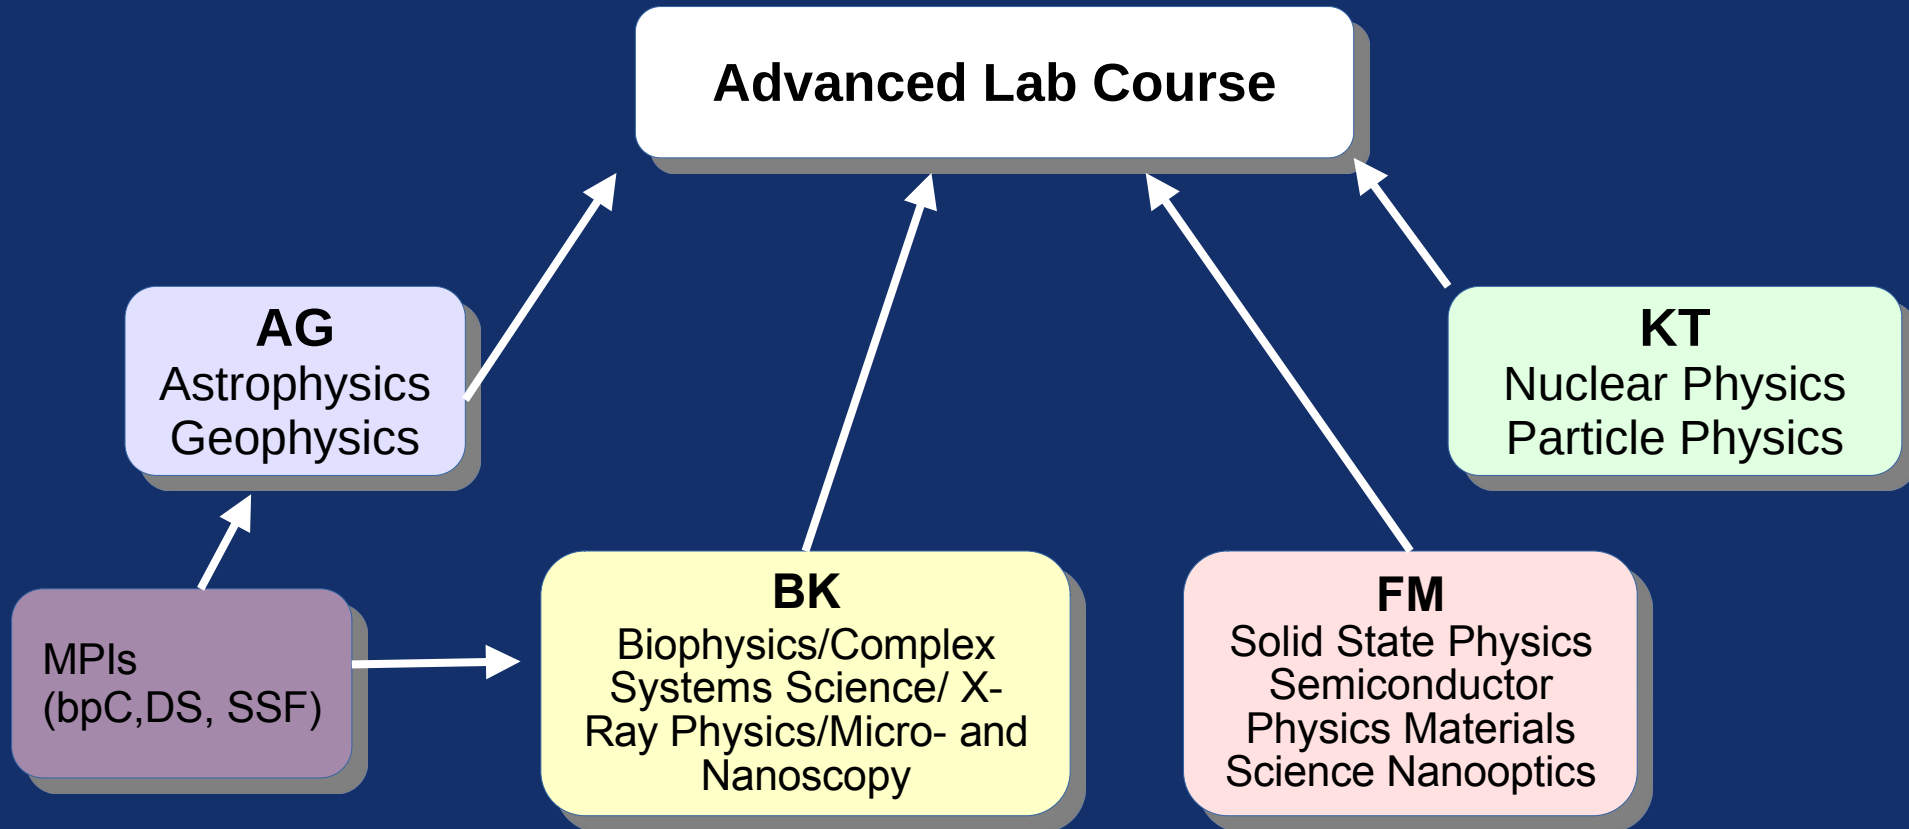 Advanced Lab Course
AG
Astrophysics
Geophysics
KT
Nuclear Physics
Particle Physics
MPIs
(bpC,DS, SSF)
BK
Biophysics/Complex
Systems Science/ X-
Ray Physics/Micro- and
Nanoscopy
FM
Solid State Physics
Semiconductor
Physics Materials
Science Nanooptics